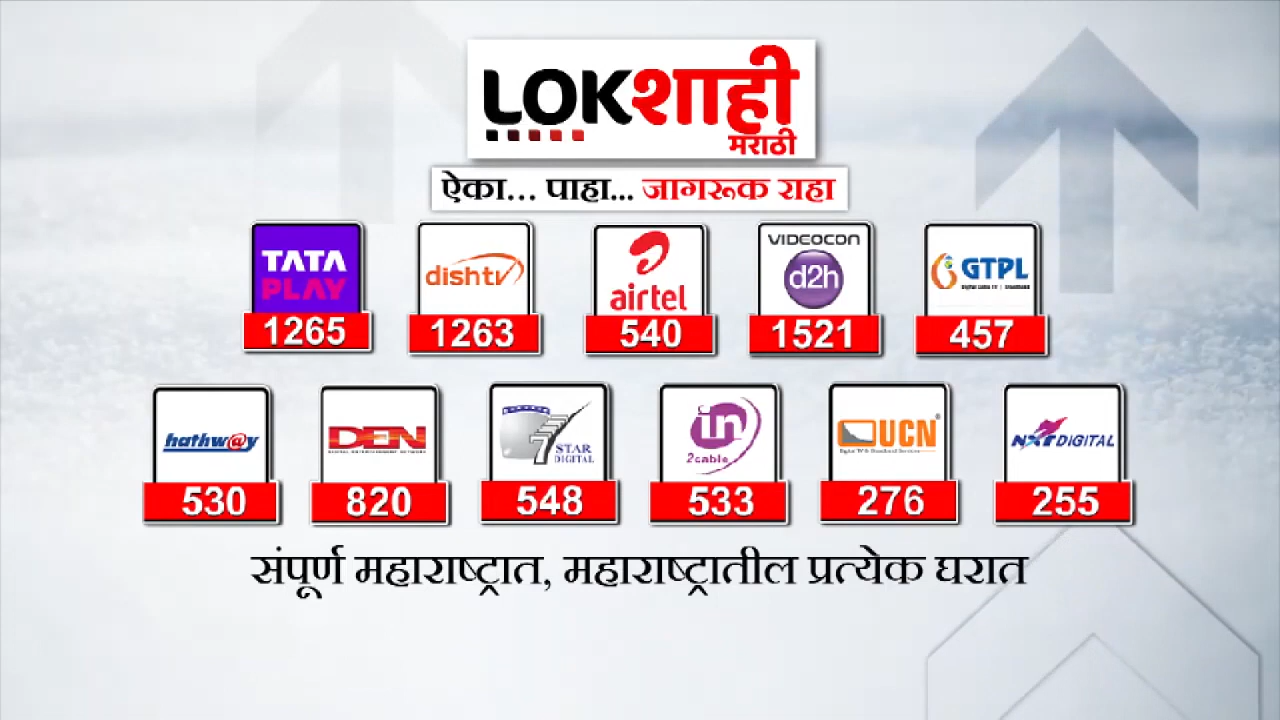 LOKशाही
मराठी
ऐका... पाहा... जागरूक राहा
TATA PLAY
dishtv
airtel
VIDEOCON d2h
GTPL
1265
1263
540
1521
457
hathw@y
DEN
7 STAR DIGITAL
in 2cable
UCN
NXT DIGITAL
530
820
548
533
276
255
संपूर्ण महाराष्ट्रात, महाराष्ट्रातील प्रत्येक घरात